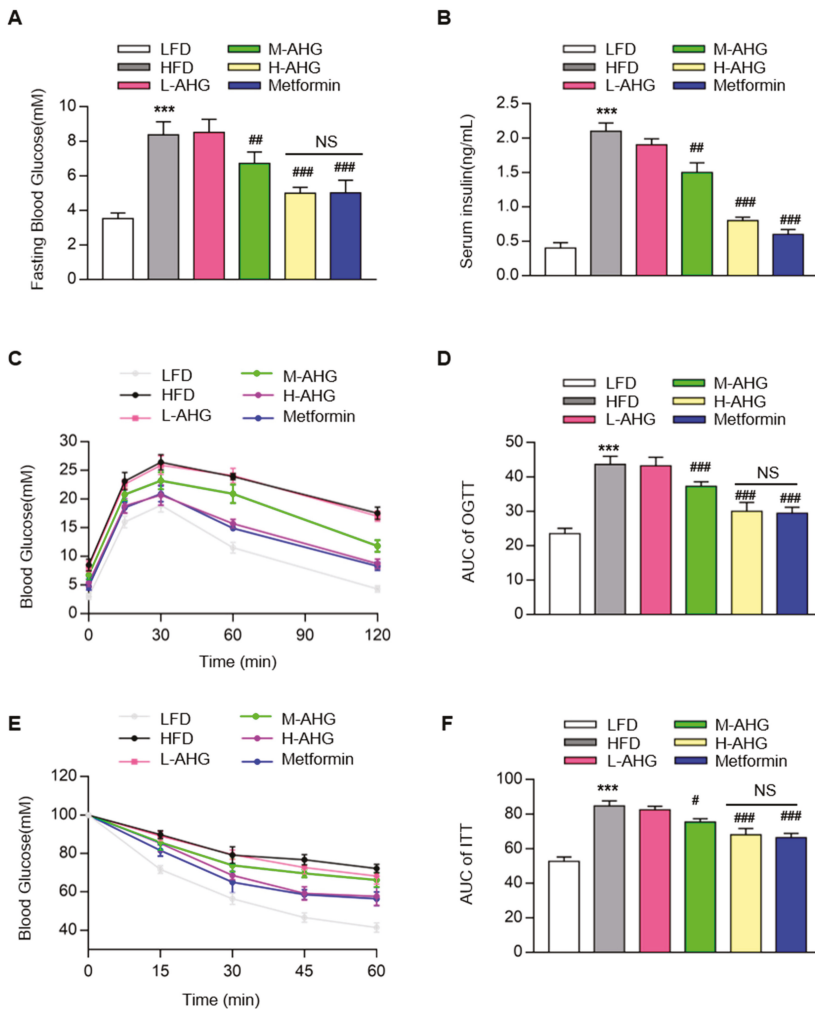 A
LFD M-AHG
HFD H-AHG
L-AHG Metformin
Fasting Blood Glucose(mM)
10
8
6
4
2
0
***
##
###
NS
###
B
LFD M-AHG
HFD H-AHG
L-AHG Metformin
Serum insulin(ng/mL)
2.5
2.0
1.5
1.0
0.5
0.0
***
##
###
###
C
LFD M-AHG
HFD H-AHG
L-AHG Metformin
Blood Glucose(mM)
30
25
20
15
10
5
0
0 30 60 90 120
Time (min)
D
LFD M-AHG
HFD H-AHG
L-AHG Metformin
AUC of OGTT
50
40
30
20
10
0
***
###
NS
###
###
E
LFD M-AHG
HFD H-AHG
L-AHG Metformin
Blood Glucose(mM)
120
100
80
60
40
0 15 30 45 60
Time (min)
F
LFD M-AHG
HFD H-AHG
L-AHG Metformin
AUC of ITT
100
80
60
40
20
0
***
#
NS
###
###